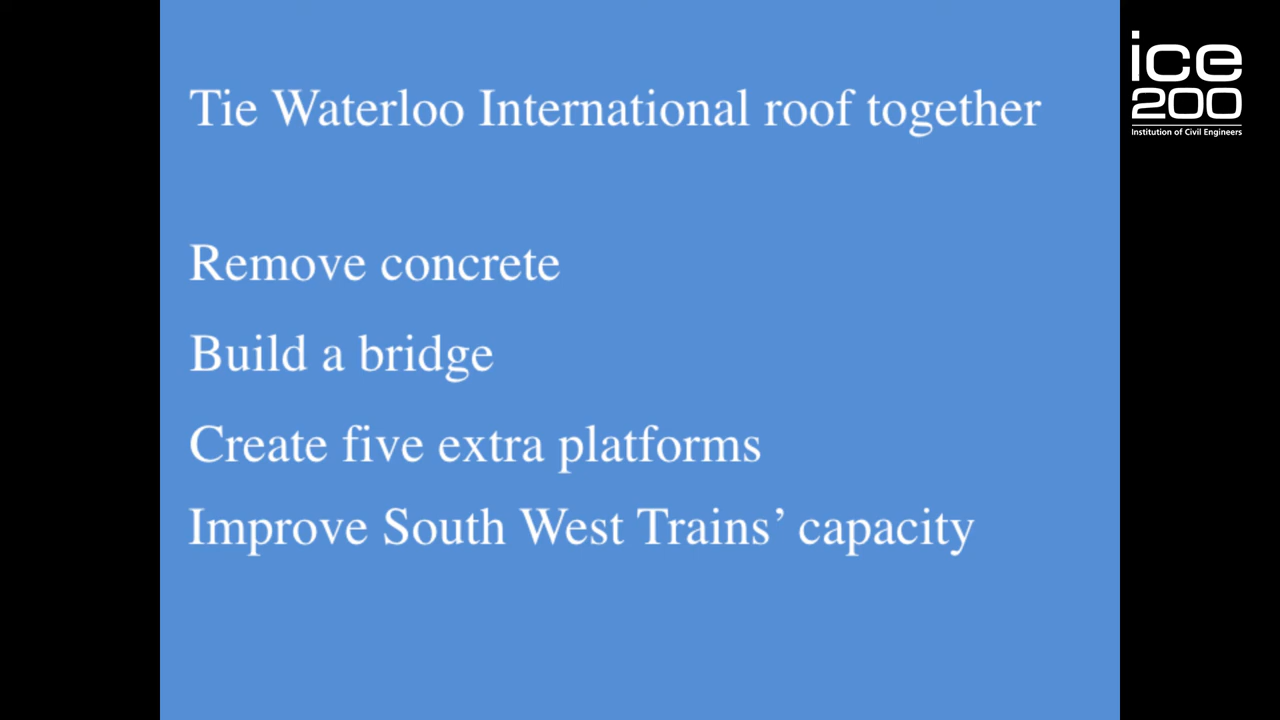 Tie Waterloo International roof together
Remove concrete
Build a bridge
Create five extra platforms
Improve South West Trains’ capacity
ice
200
Institution of Civil Engineers